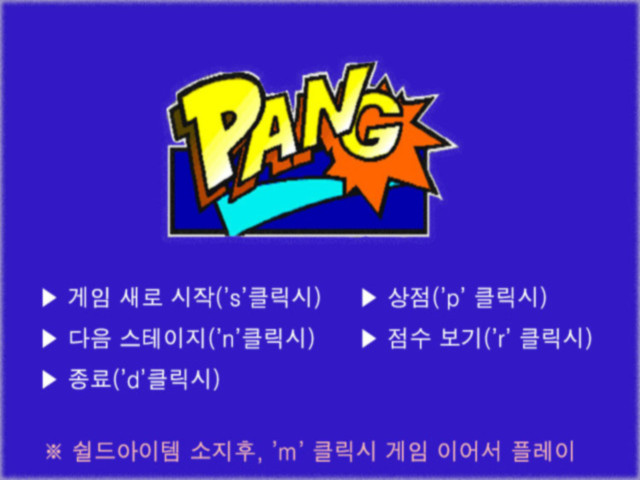 PANG
▶ 게임 새로 시작('s'클릭시) ▶ 상점('p' 클릭시)
▶ 다음 스테이지('n'클릭시) ▶ 점수 보기('r' 클릭시)
▶ 종료('d'클릭시)
※ 쉴드아이템 소지후, 'm' 클릭시 게임 이어서 플레이